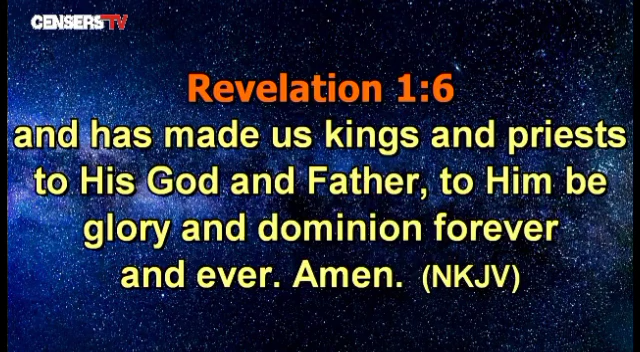 CENSERSTV
Revelation 1:6
and has made us kings and priests
to His God and Father, to Him be
glory and dominion forever
and ever. Amen. (NKJV)